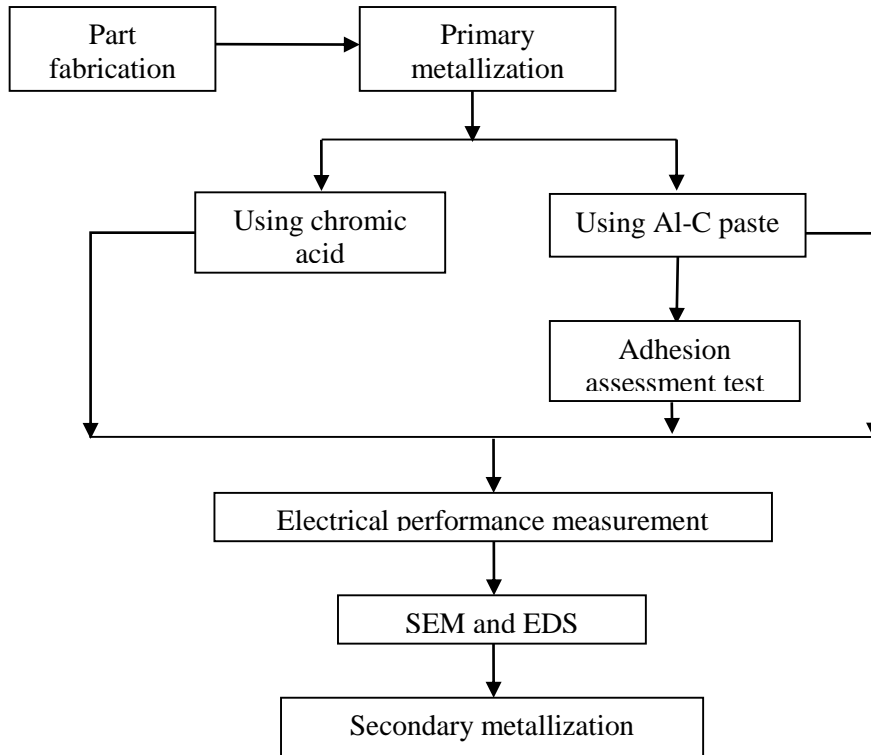 Part
fabrication
Primary
metallization
Using chromic
acid
Using Al-C paste
Adhesion
assessment test
Electrical performance measurement
SEM and EDS
Secondary metallization